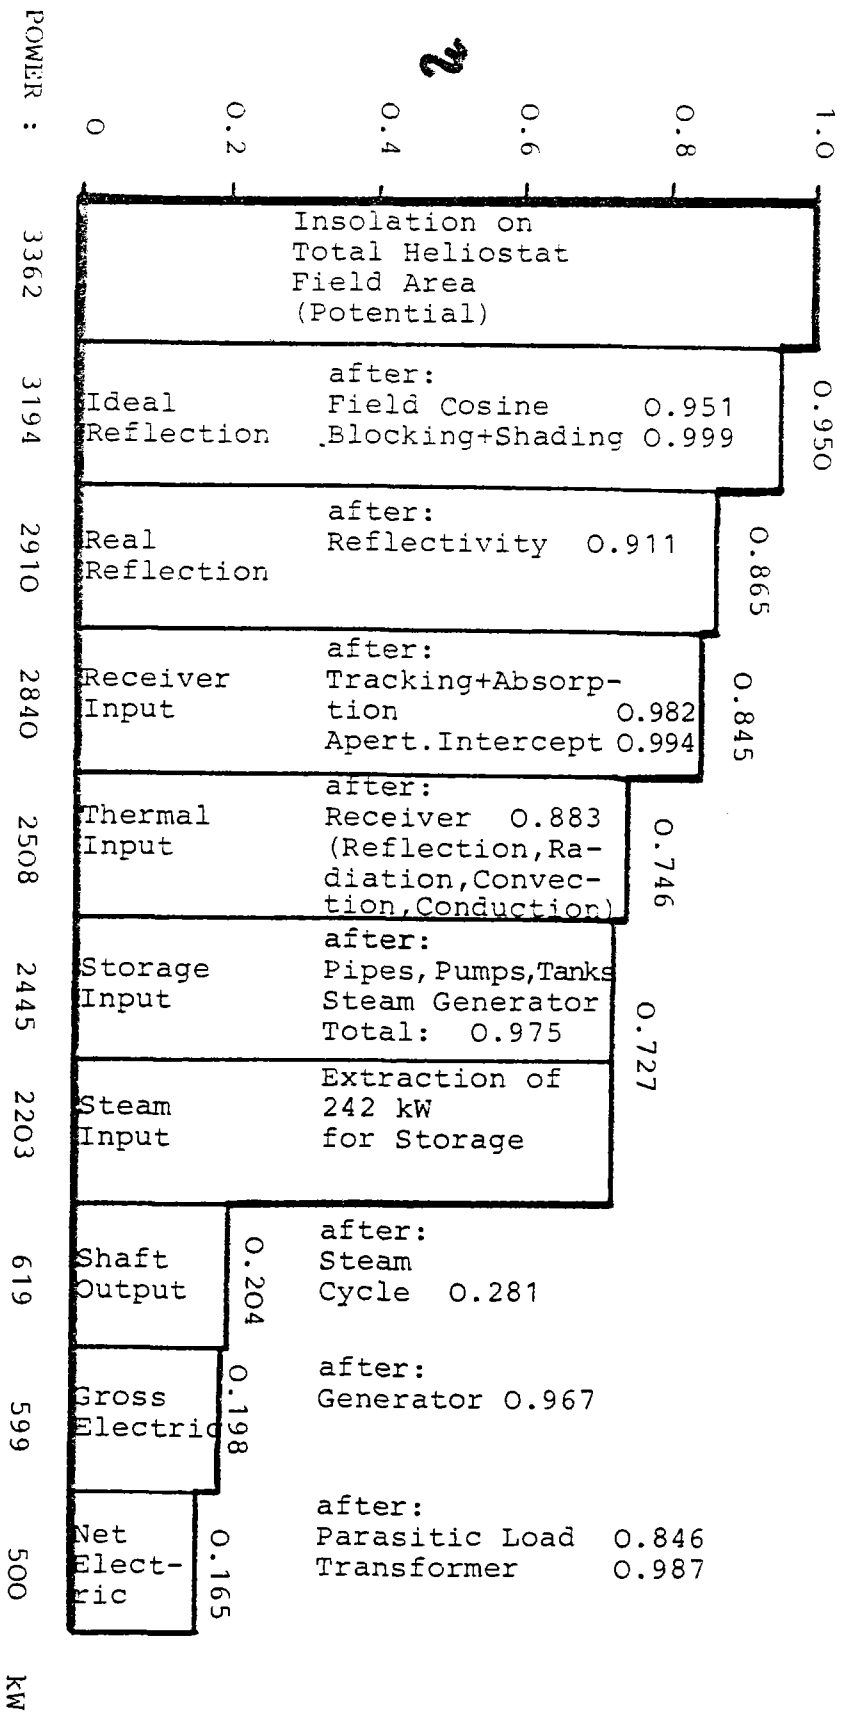 1.0
0.8
0.6
0.4
0.2
0
POWER :
Insolation on
Total Heliostat
Field Area
(Potential)
3362
Ideal
Reflection
after:
Field Cosine 0.951
Blocking+Shading 0.999
0.950
3194
Real
Reflection
after:
Reflectivity 0.911
0.865
2910
Receiver
Input
after:
Tracking+Absorp-
tion 0.982
Apert.Intercept 0.994
0.845
2840
Thermal
Input
after:
Receiver 0.883
(Reflection,Ra-
diation,Convec-
tion,Conduction)
0.746
2508
Storage
Input
after:
Pipes,Pumps,Tanks
Steam Generator
Total: 0.975
0.727
2445
Steam
Input
Extraction of
242 kW
for Storage
2203
Shaft
Output
after:
Steam
Cycle 0.281
0.204
619
Gross
Electric
after:
Generator 0.967
0.198
599
Net
Elect-
ric
after:
Parasitic Load 0.846
Transformer 0.987
0.165
500
kW